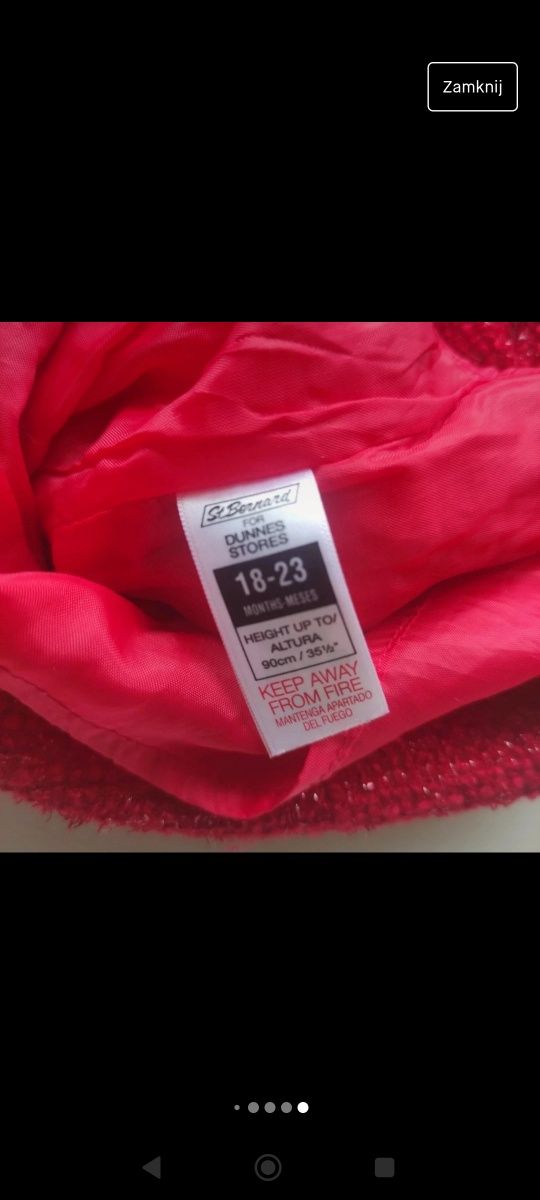 Zamknij
St.Bernard
FOR
DUNNES
STORES
18-23
MONTHS-MESES
HEIGHT UP TO/
ALTURA
90cm / 35½"
KEEP AWAY
FROM FIRE
MANTENGA APARTADO
DEL FUEGO